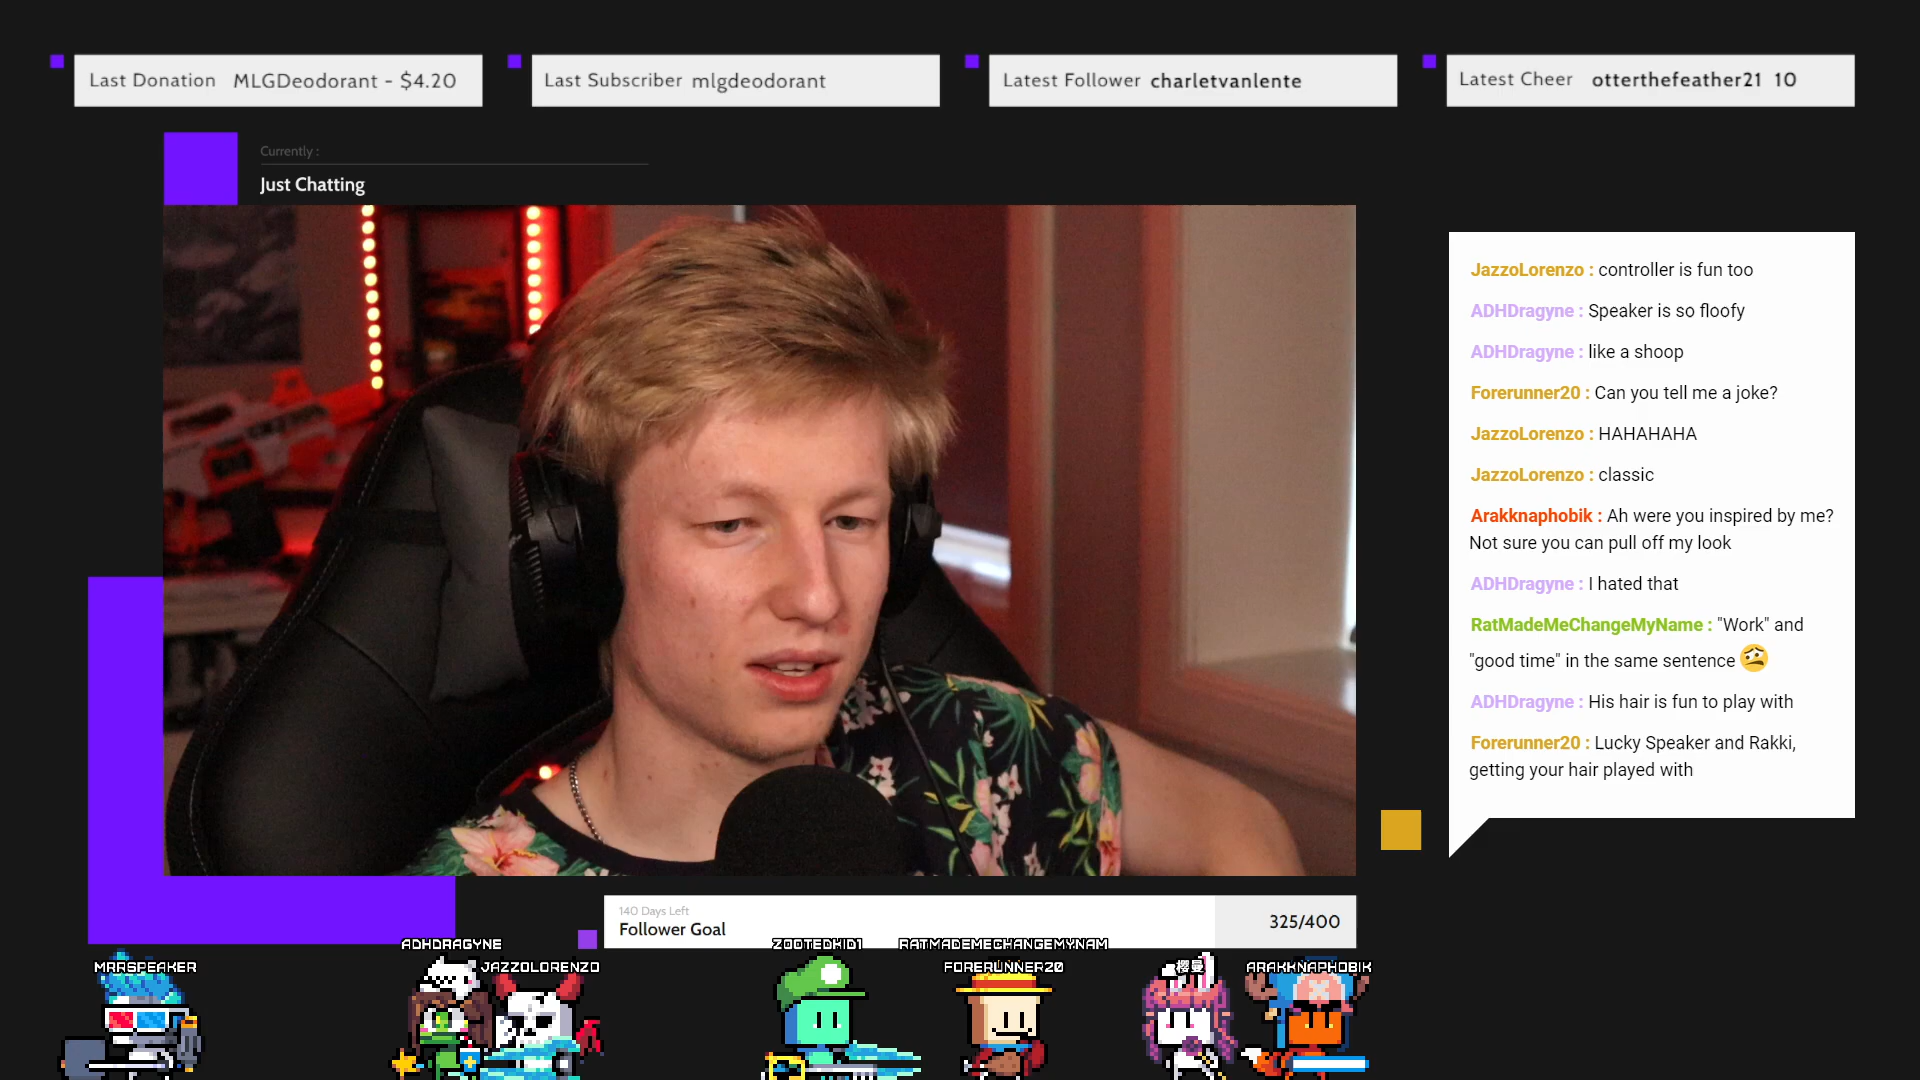 Last Donation MLGDeodorant - $4.20
Last Subscriber mlgdeodorant
Latest Follower charletvanlente
Latest Cheer otterthefeather21 10
Currently :
Just Chatting
JazzoLorenzo : controller is fun too
ADHDragyne : Speaker is so floofy
ADHDragyne : like a shoop
Forerunner20 : Can you tell me a joke?
JazzoLorenzo : HAHAHAHA
JazzoLorenzo : classic
Arakknaphobik : Ah were you inspired by me?
Not sure you can pull off my look
ADHDragyne : I hated that
RatMadeMeChangeMyName : "Work" and
"good time" in the same sentence
ADHDragyne : His hair is fun to play with
Forerunner20 : Lucky Speaker and Rakki,
getting your hair played with
140 Days Left
Follower Goal
325/400
MRRSPEAKER
ADHDRAGYNE
JAZZOLORENZO
ZOOTEDKID1
RATMADEMECHANGEMYNAM
FORERUNNER20
樱曼
ARAKKNAPHOBIK